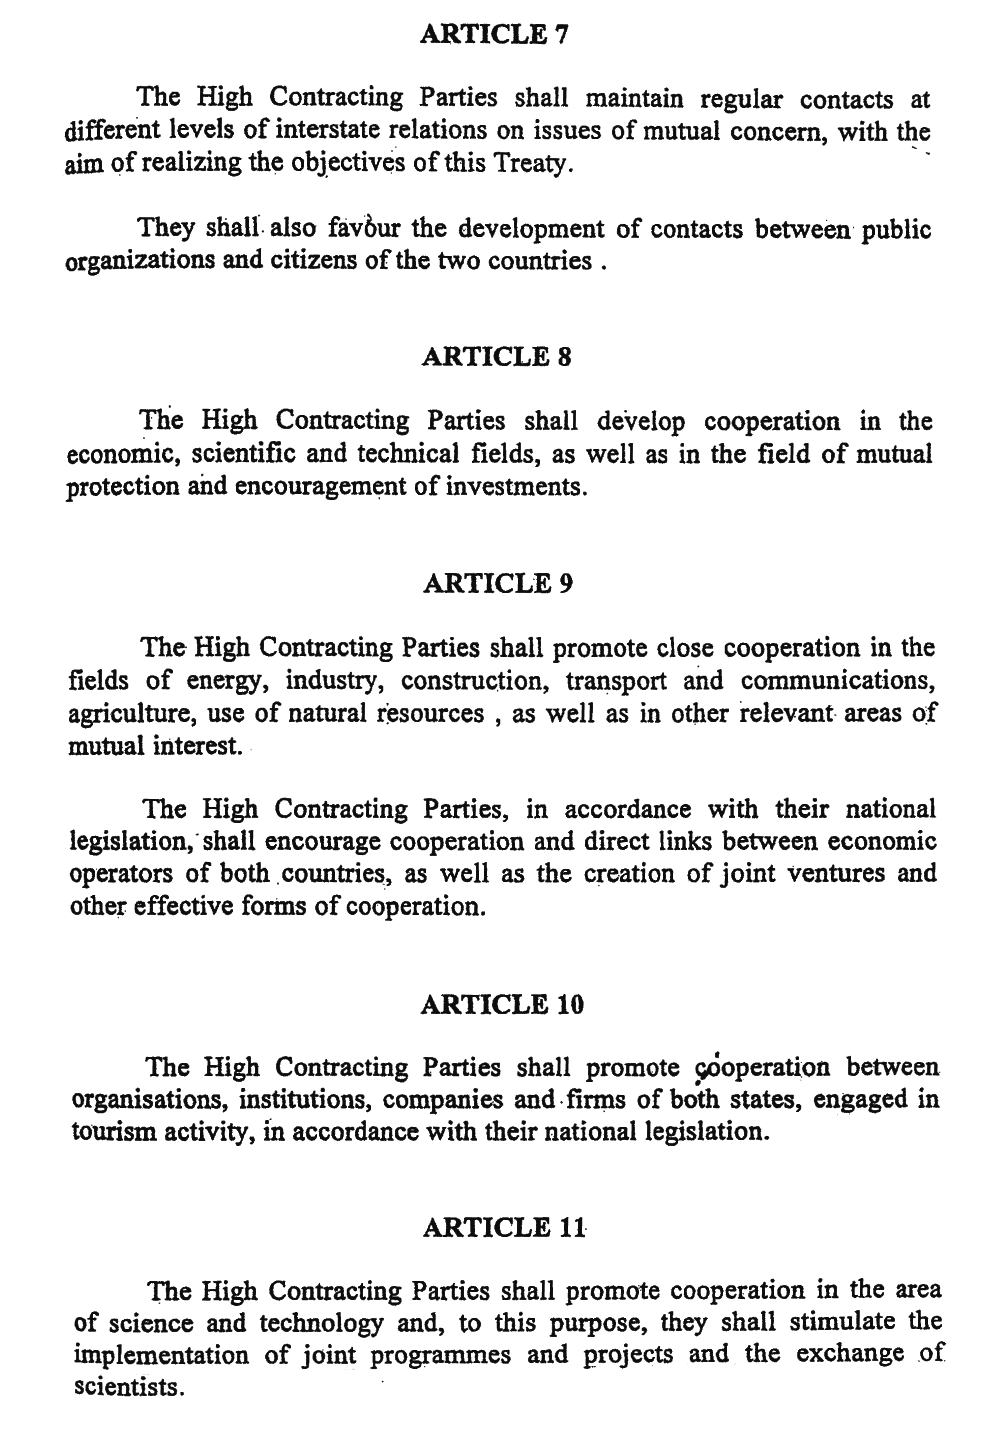 ARTICLE 7
The High Contracting Parties shall maintain regular contacts at
different levels of interstate relations on issues of mutual concern, with the
aim of realizing the objectives of this Treaty.
They shall also favour the development of contacts between public
organizations and citizens of the two countries .
ARTICLE 8
The High Contracting Parties shall develop cooperation in the
economic, scientific and technical fields, as well as in the field of mutual
protection and encouragement of investments.
ARTICLE 9
The High Contracting Parties shall promote close cooperation in the
fields of energy, industry, construction, transport and communications,
agriculture, use of natural resources , as well as in other relevant areas of
mutual interest.
The High Contracting Parties, in accordance with their national
legislation, shall encourage cooperation and direct links between economic
operators of both countries, as well as the creation of joint ventures and
other effective forms of cooperation.
ARTICLE 10
The High Contracting Parties shall promote cooperation between
organisations, institutions, companies and firms of both states, engaged in
tourism activity, in accordance with their national legislation.
ARTICLE 11
The High Contracting Parties shall promote cooperation in the area
of science and technology and, to this purpose, they shall stimulate the
implementation of joint programmes and projects and the exchange of
scientists.